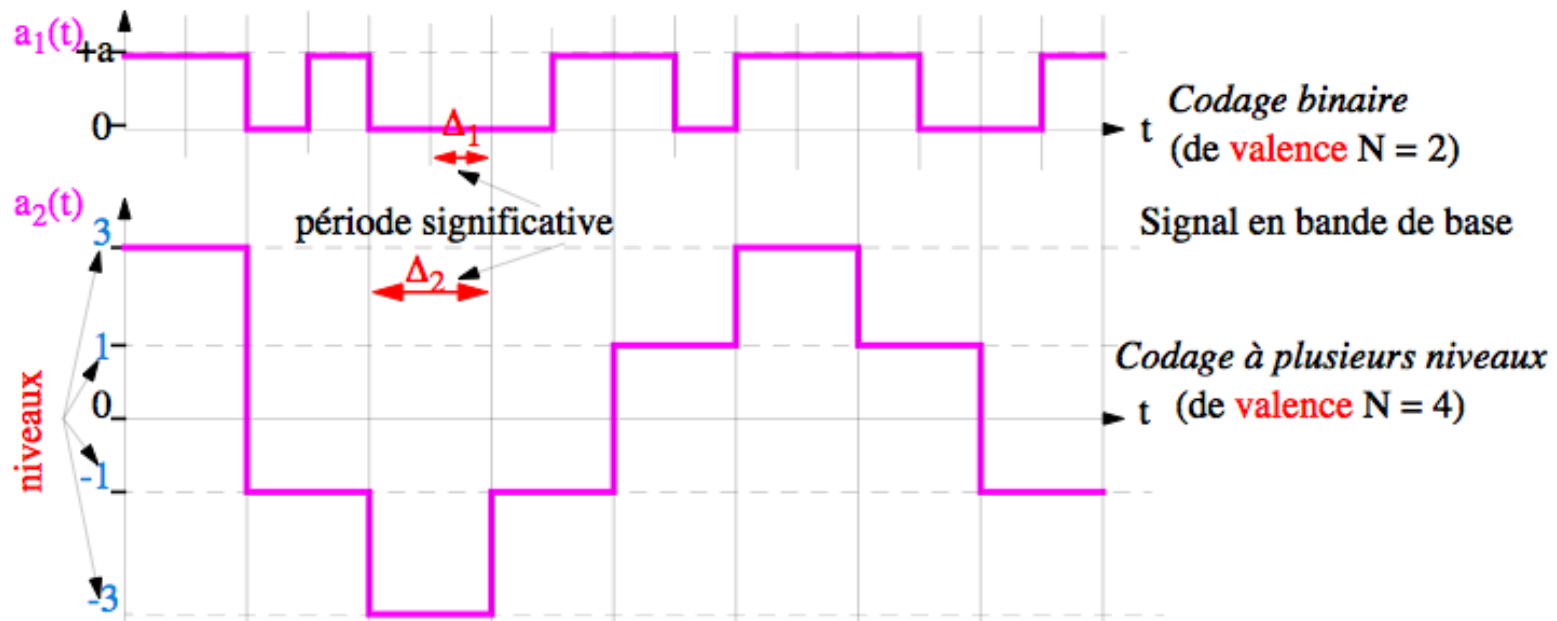 a1(t)
+a
0
Δ1
t
Codage binaire
(de valence N = 2)
a2(t)
période significative
Signal en bande de base
3
Δ2
1
Codage à plusieurs niveaux
0
t (de valence N = 4)
niveaux
-1
-3